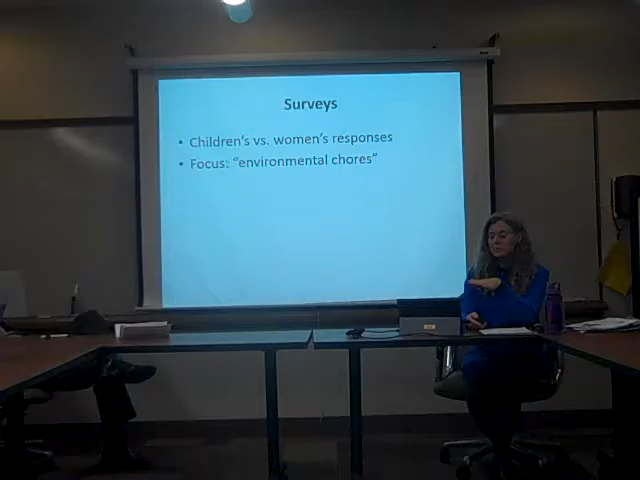 Surveys
• Children's vs. women's responses
• Focus: "environmental chores"